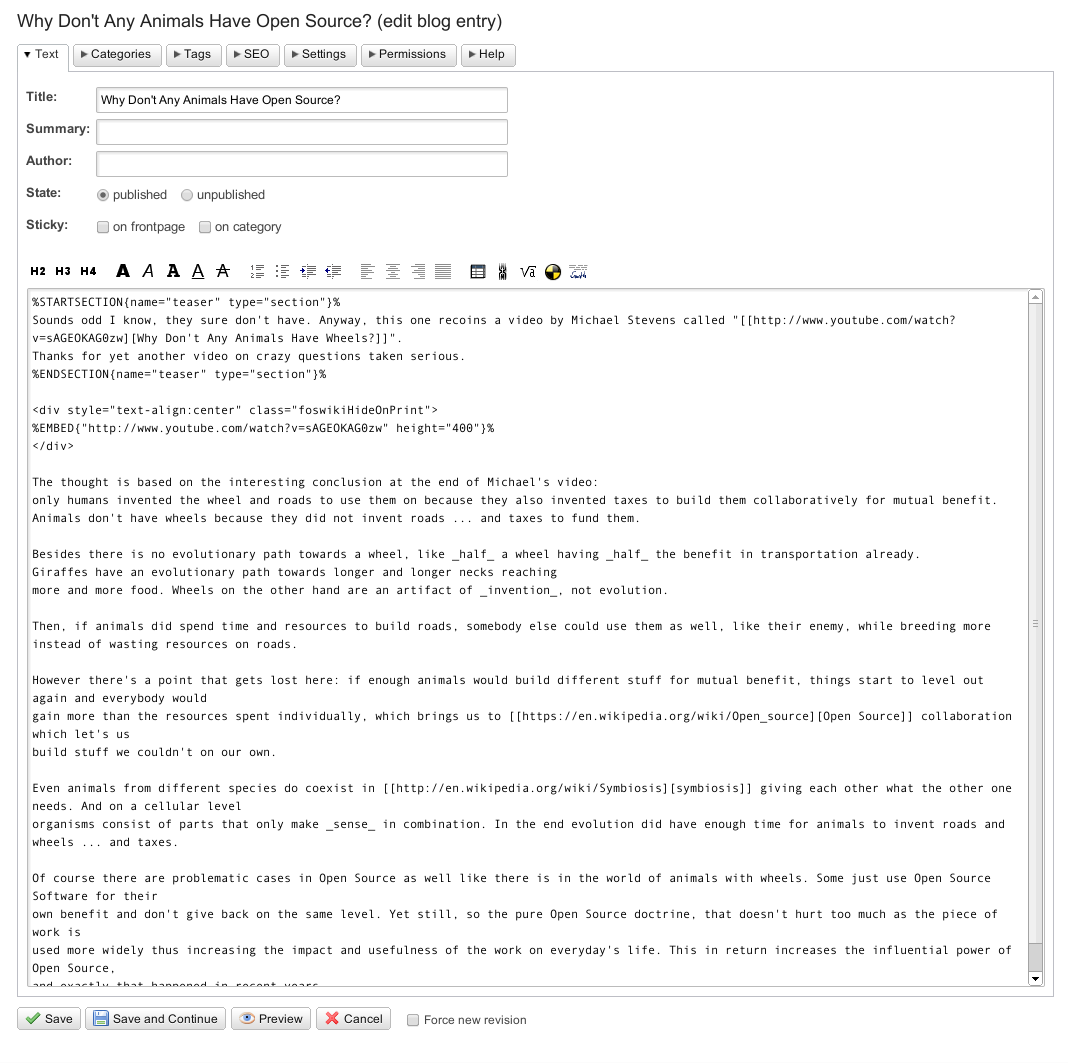 Why Don't Any Animals Have Open Source? (edit blog entry)
Text Categories Tags SEO Settings Permissions Help
Title: Why Don't Any Animals Have Open Source?
Summary:
Author:
State: published unpublished
Sticky: on frontpage on category
H2 H3 H4 A A A A A √a
%STARTSECTION{name="teaser" type="section"}%
Sounds odd I know, they sure don't have. Anyway, this one recoins a video by Michael Stevens called "[[http://www.youtube.com/watch?
v=sAGEOKAG0zw][Why Don't Any Animals Have Wheels?]]".
Thanks for yet another video on crazy questions taken serious.
%ENDSECTION{name="teaser" type="section"}%
<div style="text-align:center" class="foswikiHideOnPrint">
%EMBED{"http://www.youtube.com/watch?v=sAGEOKAG0zw" height="400"}%
</div>
The thought is based on the interesting conclusion at the end of Michael's video:
only humans invented the wheel and roads to use them on because they also invented taxes to build them collaboratively for mutual benefit.
Animals don't have wheels because they did not invent roads ... and taxes to fund them.
Besides there is no evolutionary path towards a wheel, like _half_ a wheel having _half_ the benefit in transportation already.
Giraffes have an evolutionary path towards longer and longer necks reaching
more and more food. Wheels on the other hand are an artifact of _invention_, not evolution.
Then, if animals did spend time and resources to build roads, somebody else could use them as well, like their enemy, while breeding more
instead of wasting resources on roads.
However there's a point that gets lost here: if enough animals would build different stuff for mutual benefit, things start to level out
again and everybody would
gain more than the resources spent individually, which brings us to [[https://en.wikipedia.org/wiki/Open_source][Open Source]] collaboration
which let's us
build stuff we couldn't on our own.
Even animals from different species do coexist in [[http://en.wikipedia.org/wiki/Symbiosis][symbiosis]] giving each other what the other one
needs. And on a cellular level
organisms consist of parts that only make _sense_ in combination. In the end evolution did have enough time for animals to invent roads and
wheels ... and taxes.
Of course there are problematic cases in Open Source as well like there is in the world of animals with wheels. Some just use Open Source
Software for their
own benefit and don't give back on the same level. Yet still, so the pure Open Source doctrine, that doesn't hurt too much as the piece of
work is
used more widely thus increasing the impact and usefulness of the work on everyday's life. This in return increases the influential power of
Open Source,
and exactly that happened in recent years
Save Save and Continue Preview Cancel Force new revision